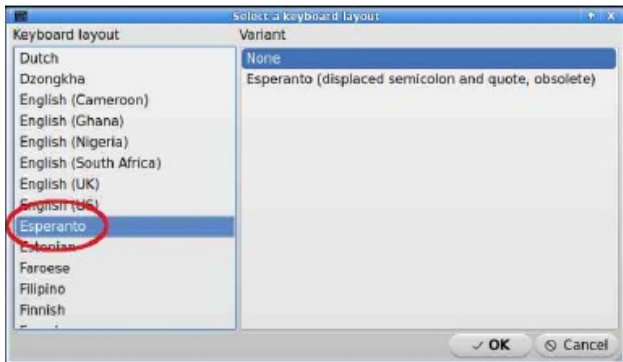 Select a keyboard layout
Keyboard layout
Variant
Dutch
Dzongkha
English (Cameroon)
English (Ghana)
English (Nigeria)
English (South Africa)
English (UK)
English (US)
Esperanto
Estonian
Faroese
Filipino
Finnish
None
Esperanto (displaced semicolon and quote, obsolete)
OK
Cancel